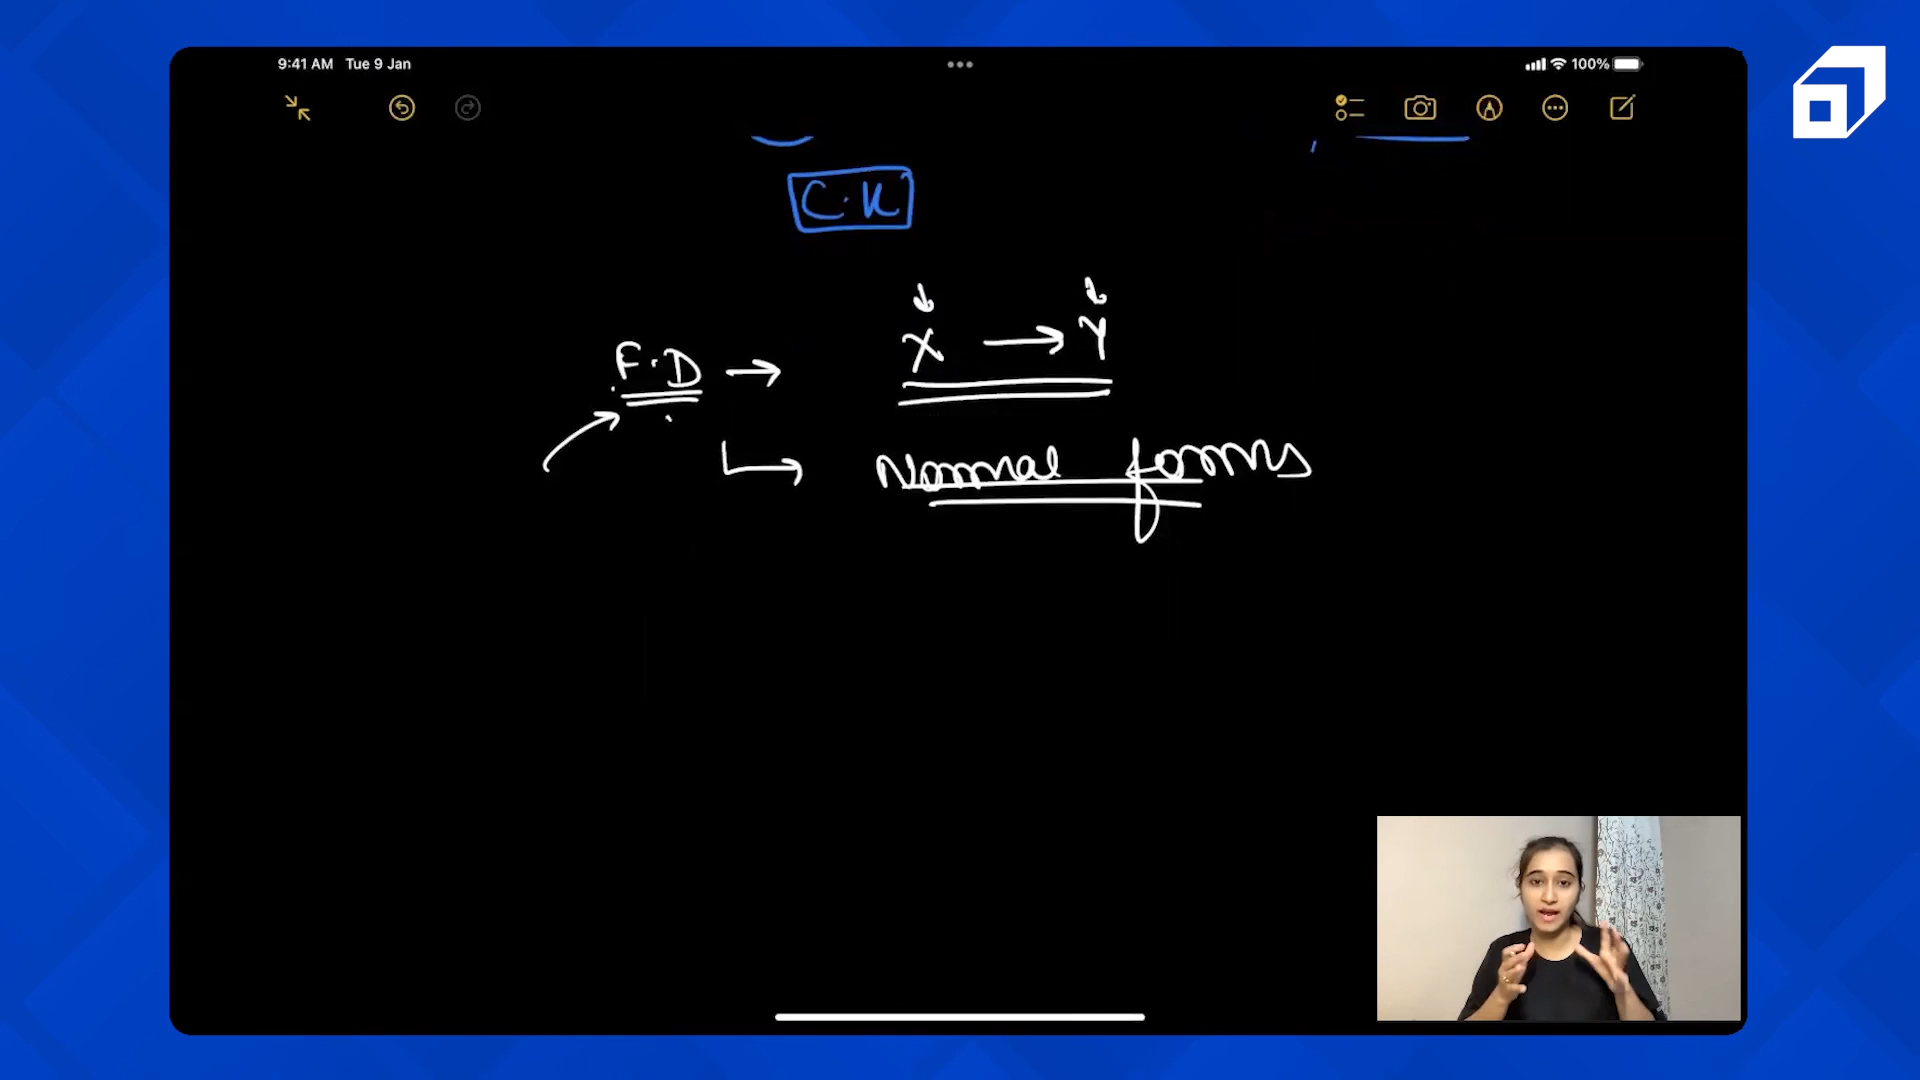 9:41 AM Tue 9 Jan 100%
C.K
X → Y
F.D →
Normal forms